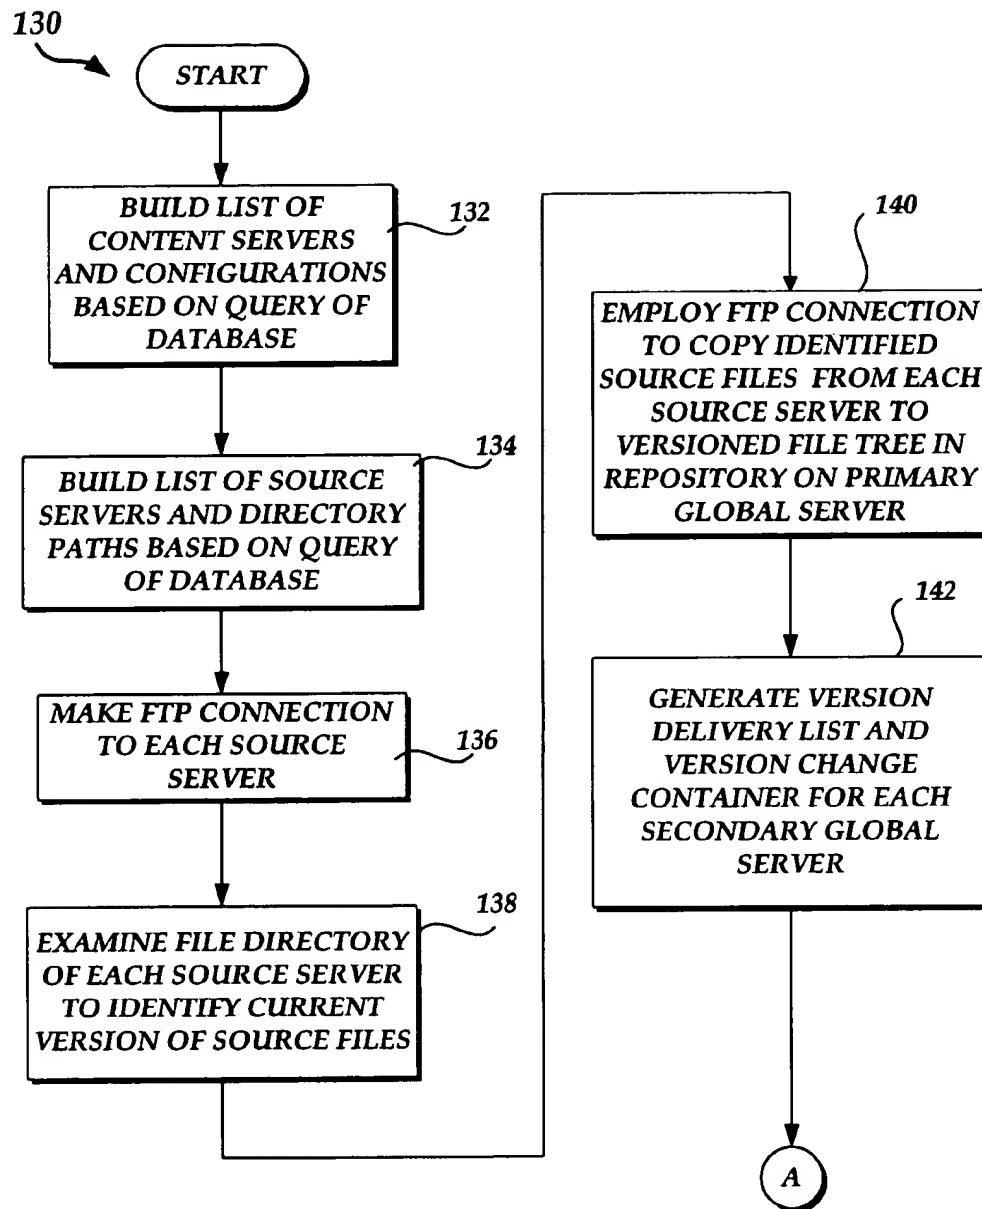 130
START
BUILD LIST OF
CONTENT SERVERS
AND CONFIGURATIONS
BASED ON QUERY OF
DATABASE
132
BUILD LIST OF SOURCE
SERVERS AND DIRECTORY
PATHS BASED ON QUERY
OF DATABASE
134
MAKE FTP CONNECTION
TO EACH SOURCE
SERVER
136
EXAMINE FILE DIRECTORY
OF EACH SOURCE SERVER
TO IDENTIFY CURRENT
VERSION OF SOURCE FILES
138
140
EMPLOY FTP CONNECTION
TO COPY IDENTIFIED
SOURCE FILES FROM EACH
SOURCE SERVER TO
VERSIONED FILE TREE IN
REPOSITORY ON PRIMARY
GLOBAL SERVER
142
GENERATE VERSION
DELIVERY LIST AND
VERSION CHANGE
CONTAINER FOR EACH
SECONDARY GLOBAL
SERVER
A